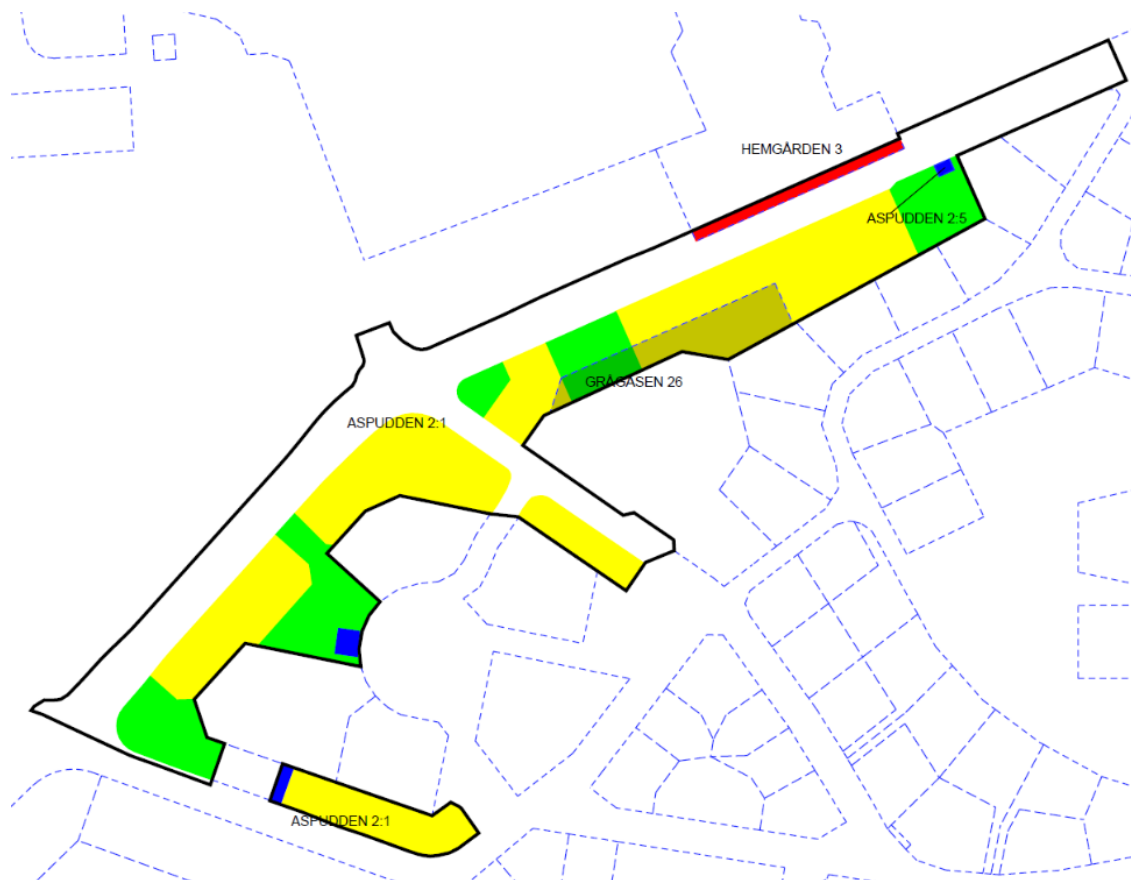 HEMGÅRDEN 3
ASPUDDEN 2:5
GRÅGÅSEN 26
ASPUDDEN 2:1
ASPUDDEN 2:1